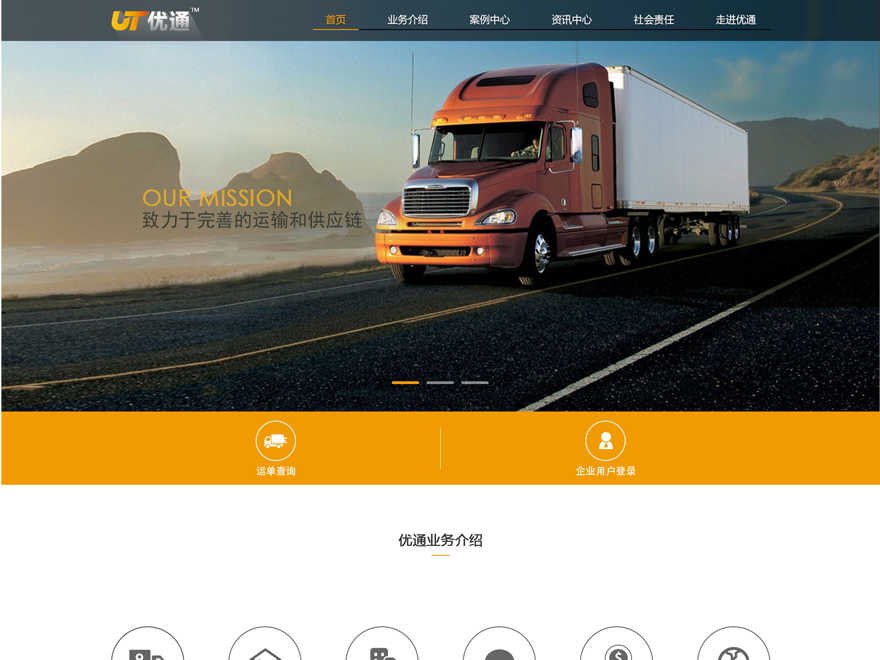 UT优通™
首页 业务介绍 案例中心 资讯中心 社会责任 走进优通
OUR MISSION
致力于完善的运输和供应链
运单查询 企业用户登录
优通业务介绍